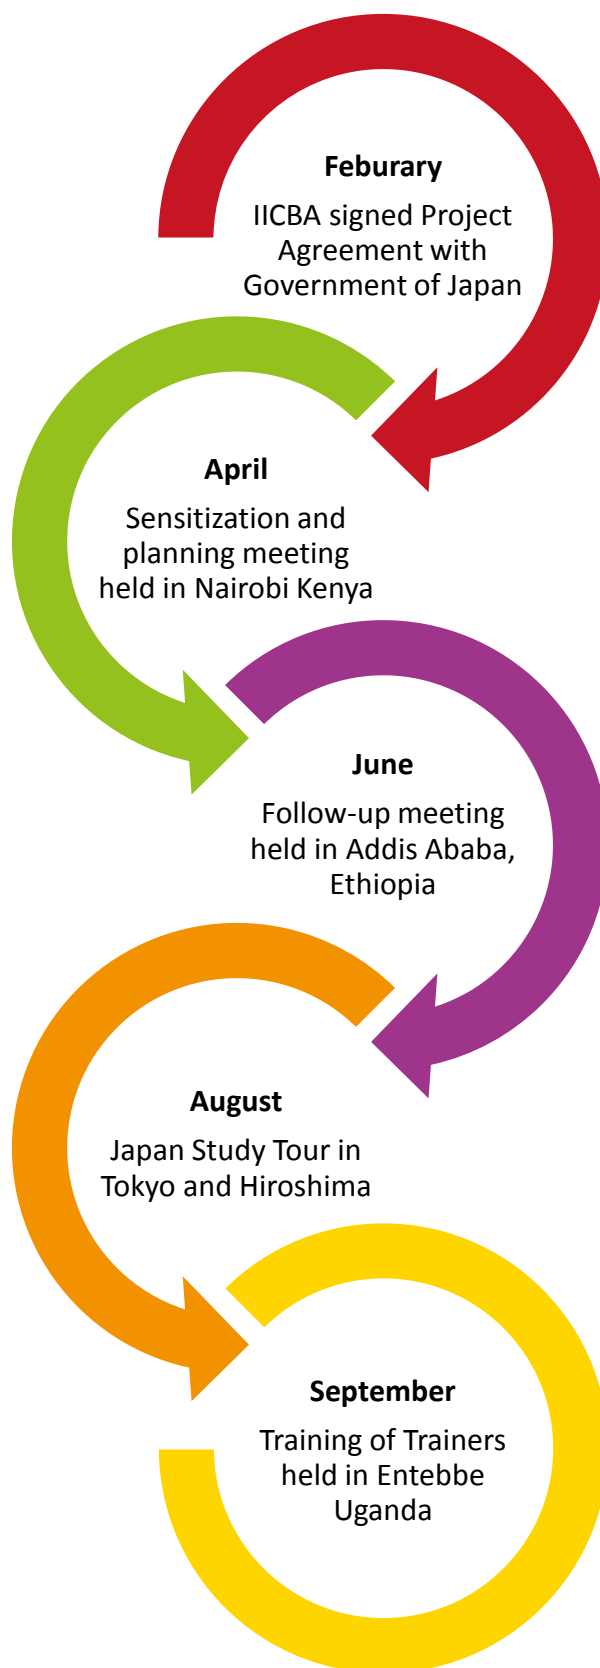 Feburary
IICBA signed Project
Agreement with
Government of Japan
April
Sensitization and
planning meeting
held in Nairobi Kenya
June
Follow-up meeting
held in Addis Ababa,
Ethiopia
August
Japan Study Tour in
Tokyo and Hiroshima
September
Training of Trainers
held in Entebbe
Uganda